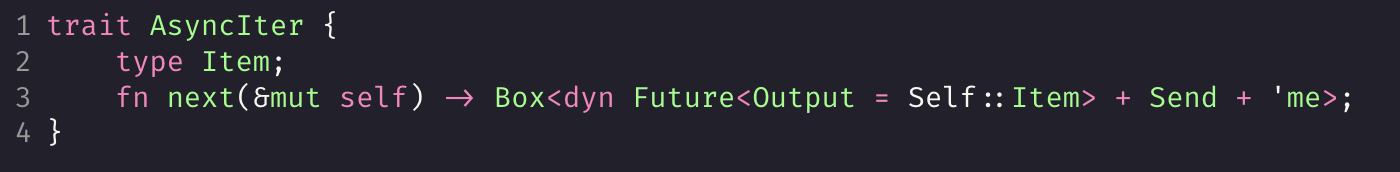 1 trait AsyncIter {
2     type Item;
3     fn next(&mut self) -> Box<dyn Future<Output = Self::Item> + Send + 'me>;
4 }